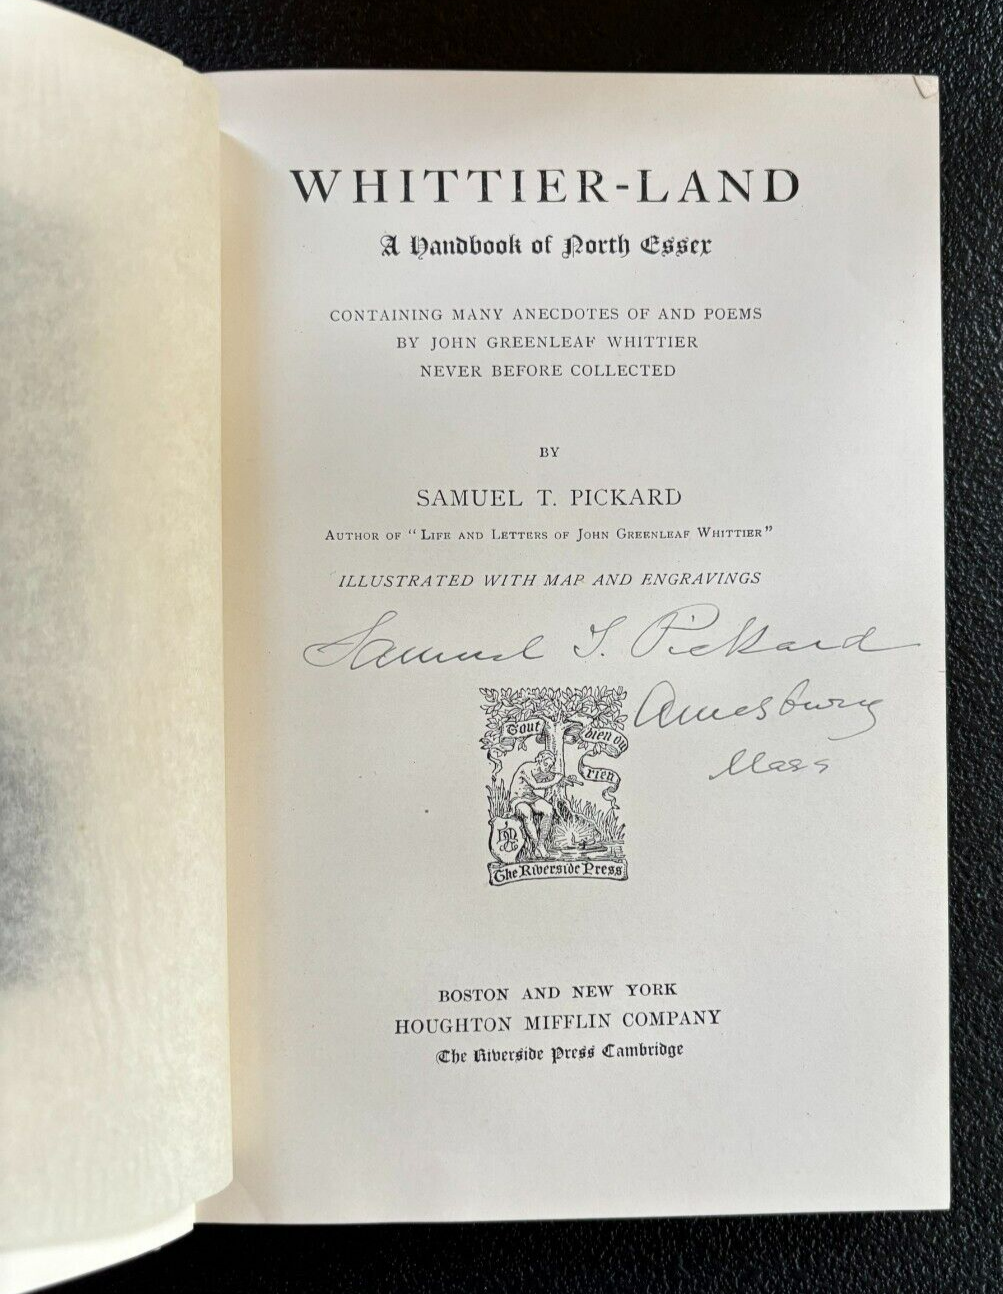 WHITTIER-LAND
A Handbook of North Essex
CONTAINING MANY ANECDOTES OF AND POEMS
BY JOHN GREENLEAF WHITTIER
NEVER BEFORE COLLECTED
BY
SAMUEL T. PICKARD
AUTHOR OF "LIFE AND LETTERS OF JOHN GREENLEAF WHITTIER"
ILLUSTRATED WITH MAP AND ENGRAVINGS
Samuel T. Pickard
Amesbury
Mass
Tout bien ou
rien
The Riverside Press
BOSTON AND NEW YORK
HOUGHTON MIFFLIN COMPANY
The Riverside Press Cambridge